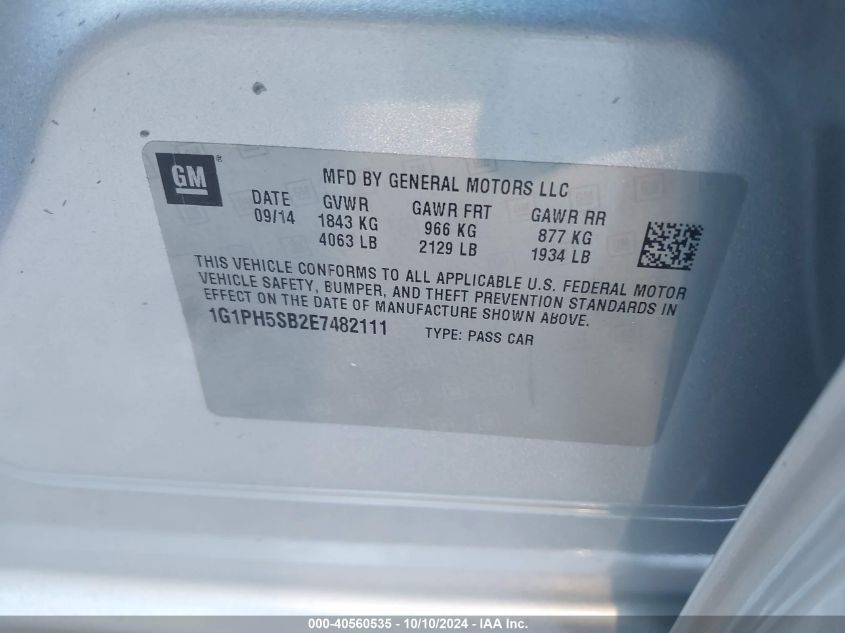 GM ®
MFD BY GENERAL MOTORS LLC
DATE GVWR GAWR FRT GAWR RR
09/14 1843 KG 966 KG 877 KG
4063 LB 2129 LB 1934 LB
THIS VEHICLE CONFORMS TO ALL APPLICABLE U.S. FEDERAL MOTOR
VEHICLE SAFETY, BUMPER, AND THEFT PREVENTION STANDARDS IN
EFFECT ON THE DATE OF MANUFACTURE SHOWN ABOVE.
1G1PH5SB2E7482111 TYPE: PASS CAR
000-40560535 - 10/10/2024 - IAA Inc.